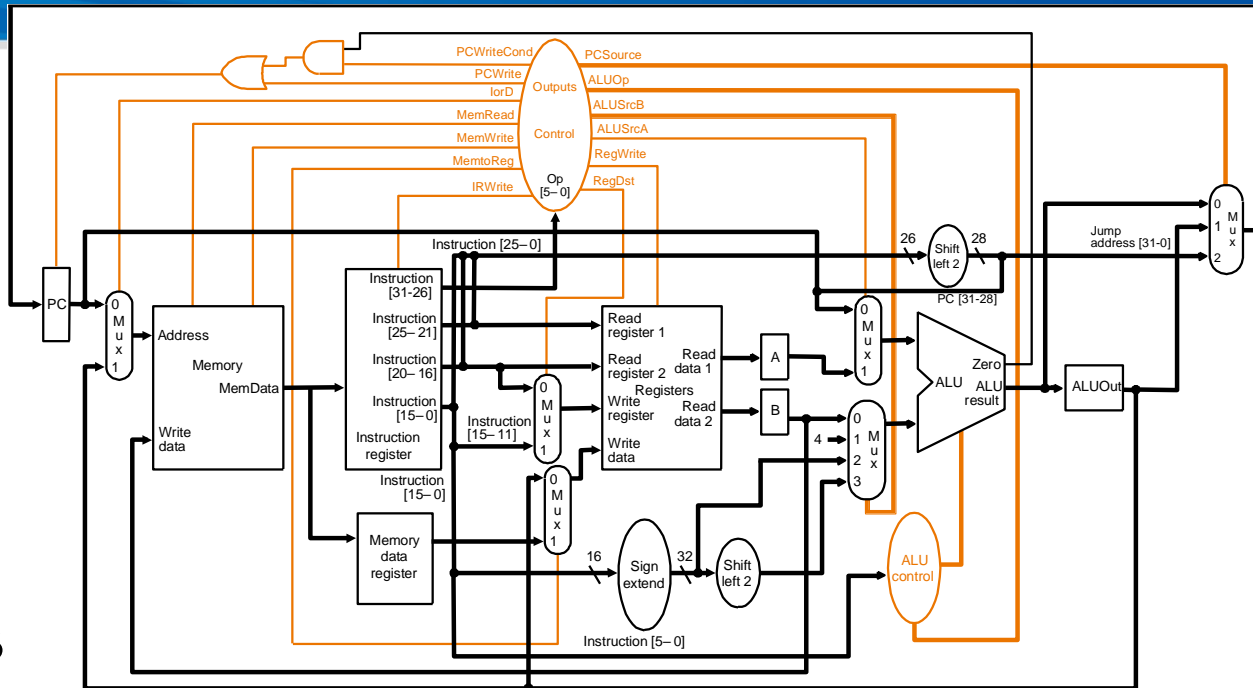 PCWriteCond
PCSource
PCWrite
ALUOp
IorD
Outputs
ALUSrcB
MemRead
ALUSrcA
MemWrite
Control
RegWrite
MemtoReg
Op
[5–0]
RegDst
IRWrite
0
1
2
M
u
x
Jump
address [31-0]
Instruction [25–0]
26
Shift
left 2
28
PC [31-28]
PC
0
M
u
x
1
Address
Memory
MemData
Write
data
Instruction
[31-26]
Instruction
[25–21]
Instruction
[20–16]
Instruction
[15–0]
Instruction
register
Instruction
[15–0]
Instruction
[15–11]
0
M
u
x
1
0
M
u
x
1
Read
register 1
Read
register 2
Registers
Write
register
Write
data
Read
data 1
Read
data 2
A
B
0
M
u
x
1
4
0
1
2
3
M
u
x
Zero
ALU
ALU
result
ALUOut
Memory
data
register
16
Sign
extend
32
Shift
left 2
ALU
control
Instruction [5–0]